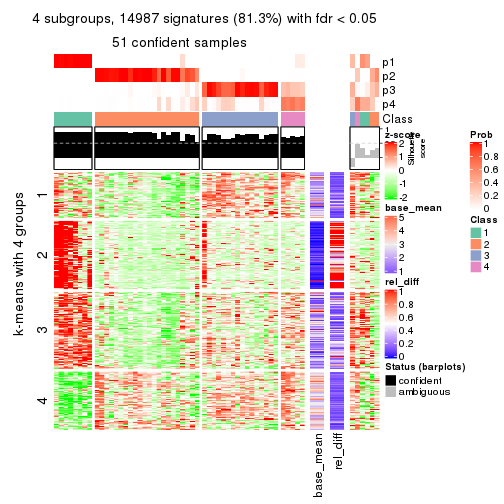 4 subgroups, 14987 signatures (81.3%) with fdr < 0.05
51 confident samples
p1
p2
p3
p4
Class
1
Silhouette
score
k-means with 4 groups
1
2
3
4
base_mean
rel_diff
z-score
2
1
0
-1
-2
base_mean
5
4
3
2
1
rel_diff
1
0.8
0.6
0.4
0.2
0
Status (barplots)
confident
ambiguous
Prob
1
0.8
0.6
0.4
0.2
0
Class
1
2
3
4